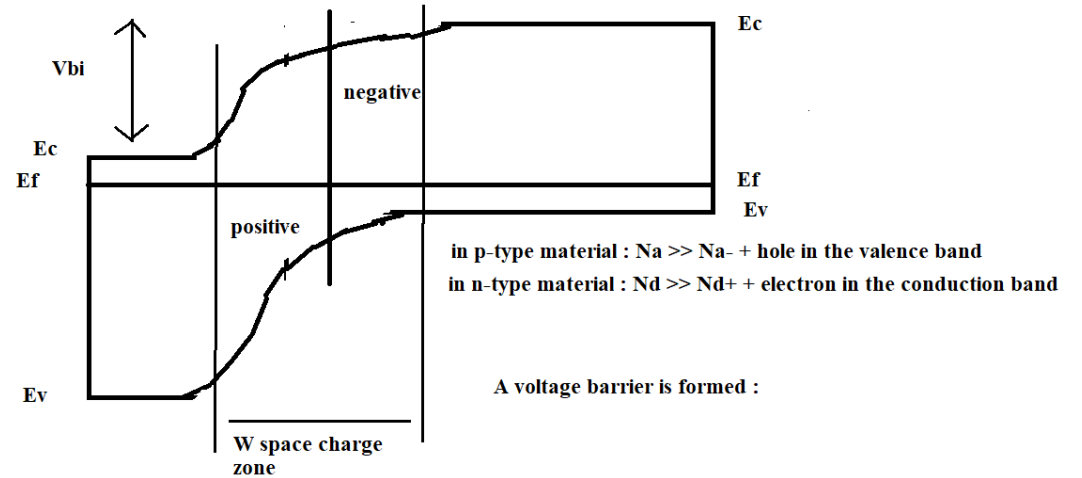 Ec
Vbi
negative
Ec
Ef
Ef
Ev
positive
in p-type material : Na >> Na- + hole in the valence band
in n-type material : Nd >> Nd+ + electron in the conduction band
A voltage barrier is formed :
Ev
W space charge
zone